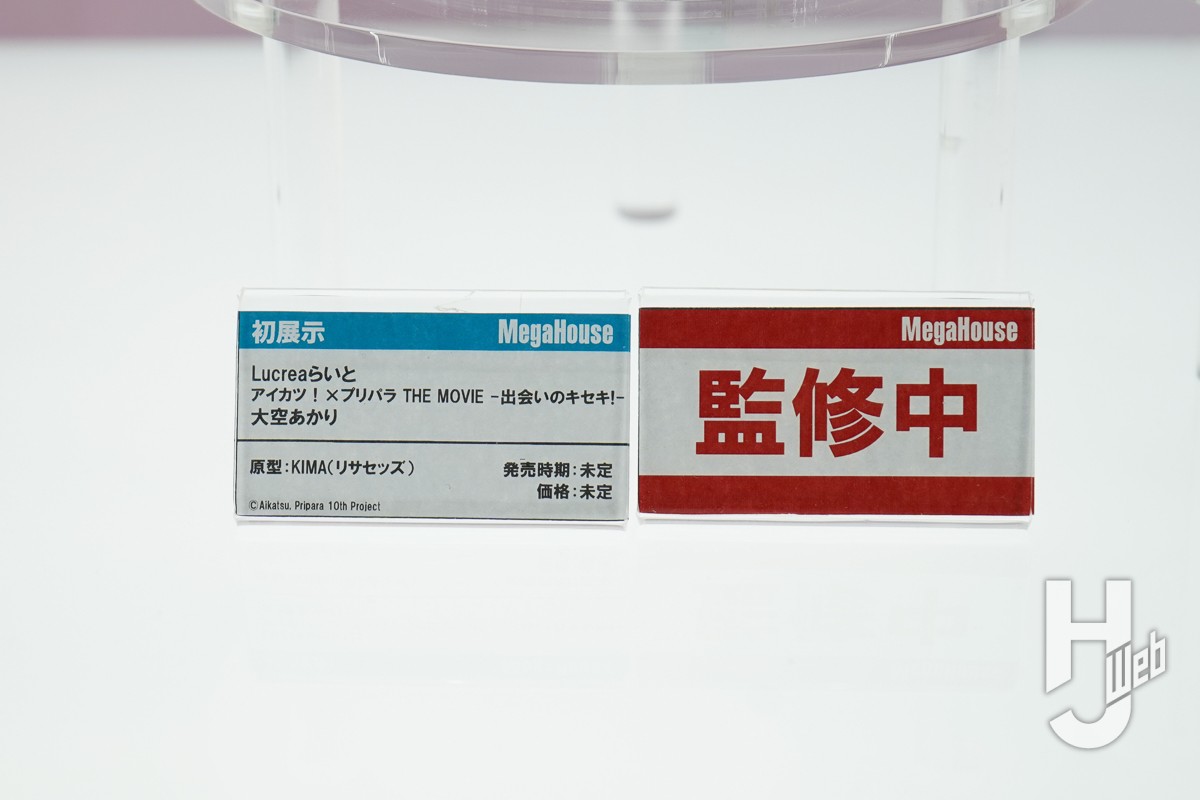 初展示 MegaHouse
Lucreaらいと
アイカツ！×プリパラ THE MOVIE -出会いのキセキ!-
大空あかり
原型：KIMA(リサセッズ) 発売時期：未定
価格：未定
©Aikatsu, Pripara 10th Project
MegaHouse
監修中
HJ Web